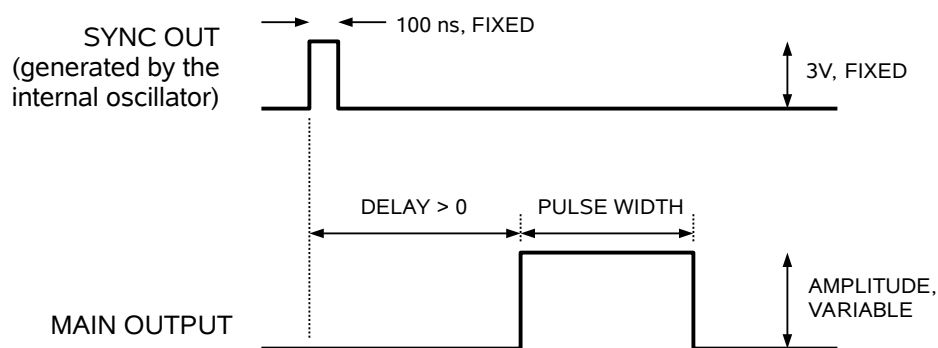 100 ns, FIXED
SYNC OUT
(generated by the
internal oscillator)
3V, FIXED
DELAY > 0
PULSE WIDTH
AMPLITUDE,
VARIABLE
MAIN OUTPUT